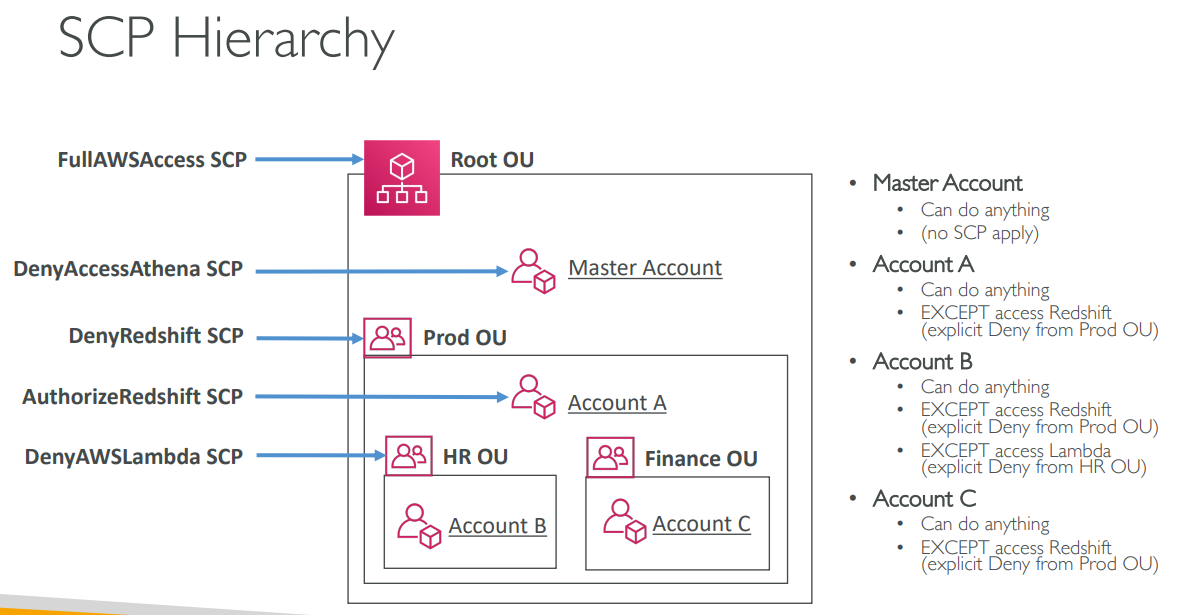 SCP Hierarchy
FullAWSAccess SCP
Root OU
DenyAccessAthena SCP
Master Account
DenyRedshift SCP
Prod OU
AuthorizeRedshift SCP
Account A
DenyAWSLambda SCP
HR OU
Finance OU
Account B
Account C
• Master Account
• Can do anything
• (no SCP apply)
• Account A
• Can do anything
• EXCEPT access Redshift
(explicit Deny from Prod OU)
• Account B
• Can do anything
• EXCEPT access Redshift
(explicit Deny from Prod OU)
• EXCEPT access Lambda
(explicit Deny from HR OU)
• Account C
• Can do anything
• EXCEPT access Redshift
(explicit Deny from Prod OU)